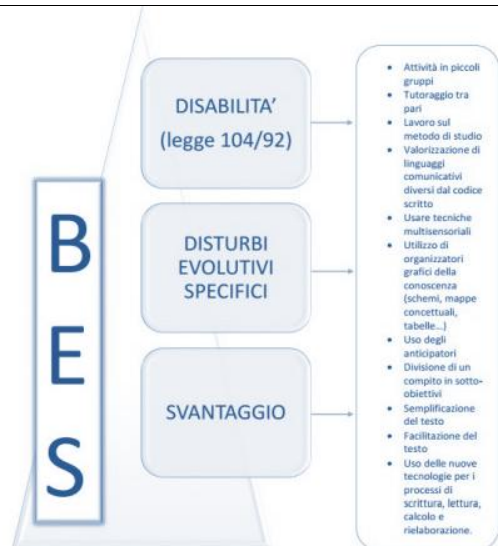 B
E
S
DISABILITA'
(legge 104/92)
DISTURBI
EVOLUTIVI
SPECIFICI
SVANTAGGIO
• Attività in piccoli
gruppi
• Tutoraggio tra
pari
• Lavoro sul
metodo di studio
• Valorizzazione di
linguaggi
comunicativi
diversi dal codice
scritto
• Usare tecniche
multisensoriali
• Utilizzo di
organizzatori
grafici della
conoscenza
(schemi, mappe
concettuali,
tabelle...)
• Uso degli
anticipatori
• Divisione di un
compito in sotto-
obiettivi
• Semplificazione
del testo
• Facilitazione del
testo
• Uso delle nuove
tecnologie per i
processi di
scrittura, lettura,
calcolo e
rielaborazione.